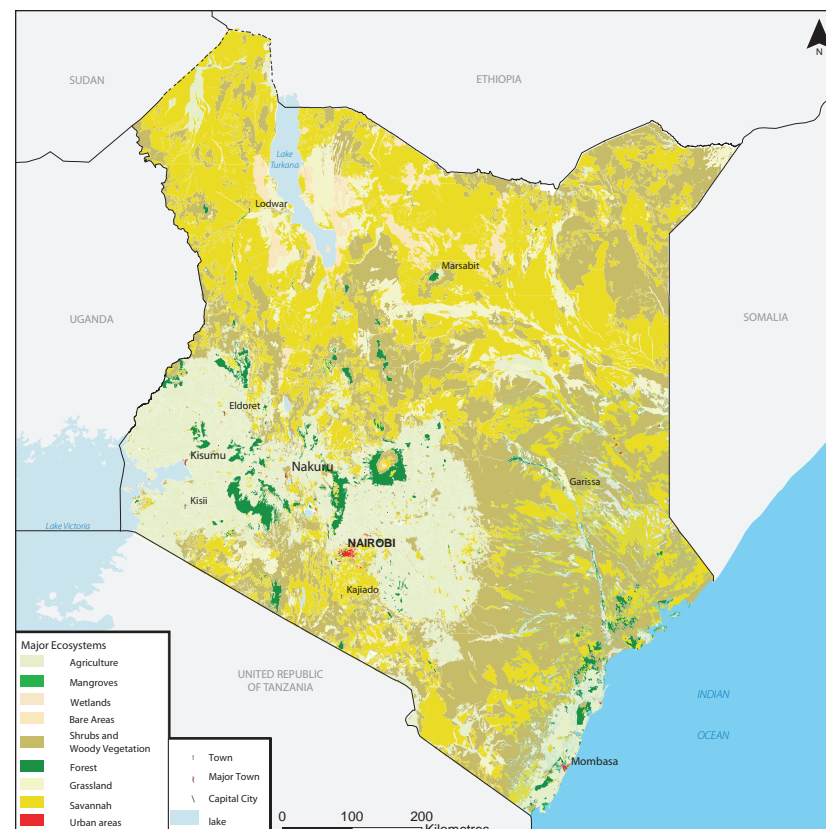 N
SUDAN
ETHIOPIA
Lake
Turkana
Lodwar
Marsabit
UGANDA
SOMALIA
Eldoret
Kisumu
Nakuru
Garissa
Kisii
Lake Victoria
NAIROBI
Kajiado
Major Ecosystems
Agriculture
Mangroves
Wetlands
Bare Areas
Shrubs and
Woody Vegetation
Forest
Grassland
Savannah
Urban areas
UNITED REPUBLIC
OF TANZANIA
INDIAN
OCEAN
Town
Major Town
Capital City
lake
Mombasa
0 100 200
Kilometres